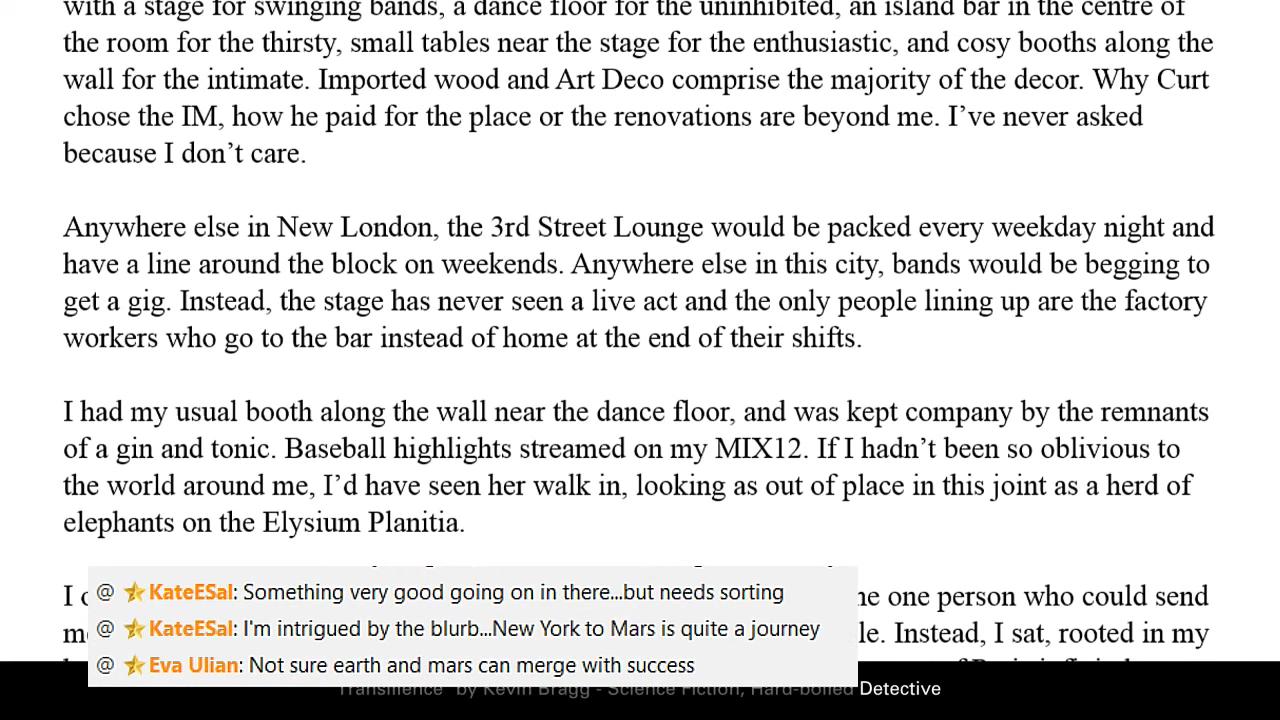 with a stage for swinging bands, a dance floor for the uninhibited, an island bar in the centre of
the room for the thirsty, small tables near the stage for the enthusiastic, and cosy booths along the
wall for the intimate. Imported wood and Art Deco comprise the majority of the decor. Why Curt
chose the IM, how he paid for the place or the renovations are beyond me. I’ve never asked
because I don’t care.
Anywhere else in New London, the 3rd Street Lounge would be packed every weekday night and
have a line around the block on weekends. Anywhere else in this city, bands would be begging to
get a gig. Instead, the stage has never seen a live act and the only people lining up are the factory
workers who go to the bar instead of home at the end of their shifts.
I had my usual booth along the wall near the dance floor, and was kept company by the remnants
of a gin and tonic. Baseball highlights streamed on my MIX12. If I hadn’t been so oblivious to
the world around me, I’d have seen her walk in, looking as out of place in this joint as a herd of
elephants on the Elysium Planitia.
I one person who could send
Instead, I sat, rooted in my
@ KateESal: Something very good going on in there...but needs sorting
@ KateESal: I'm intrigued by the blurb...New York to Mars is quite a journey
@ Eva Ulian: Not sure earth and mars can merge with success
by Kevin Bragg - Science Fiction, Hard-boiled Detective